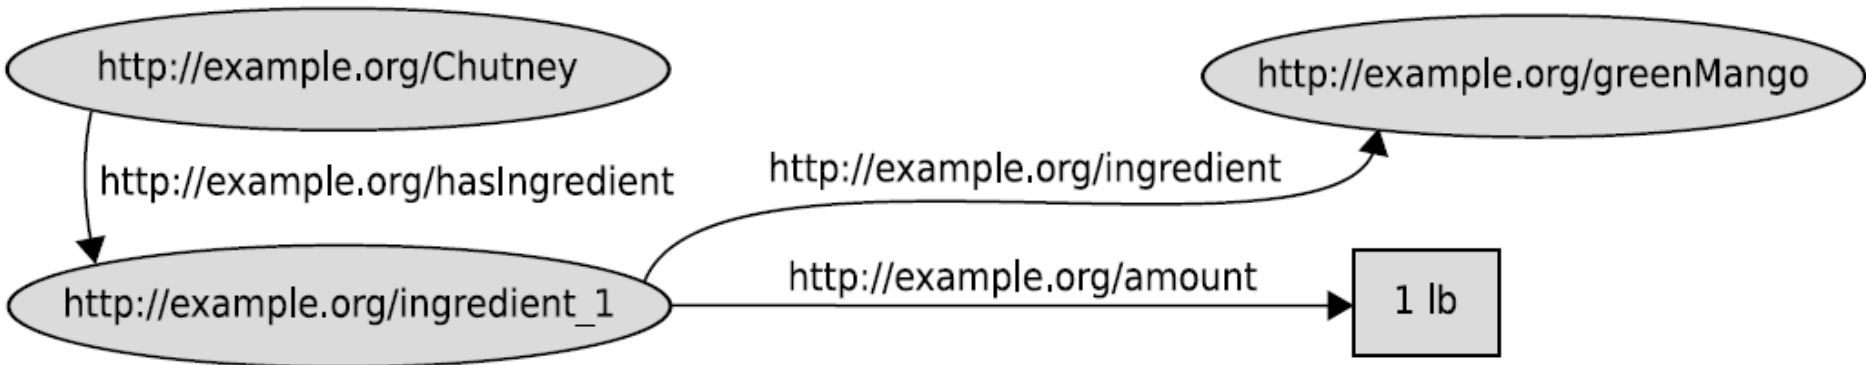 http://example.org/Chutney
http://example.org/greenMango
http://example.org/hasIngredient
http://example.org/ingredient
http://example.org/amount
http://example.org/ingredient_1
1 lb